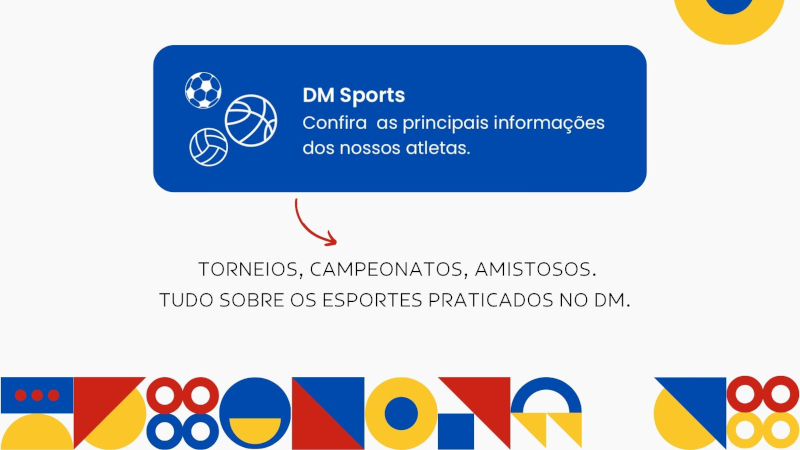 DM Sports
Confira as principais informações
dos nossos atletas.
TORNEIOS, CAMPEONATOS, AMISTOSOS.
TUDO SOBRE OS ESPORTES PRATICADOS NO DM.